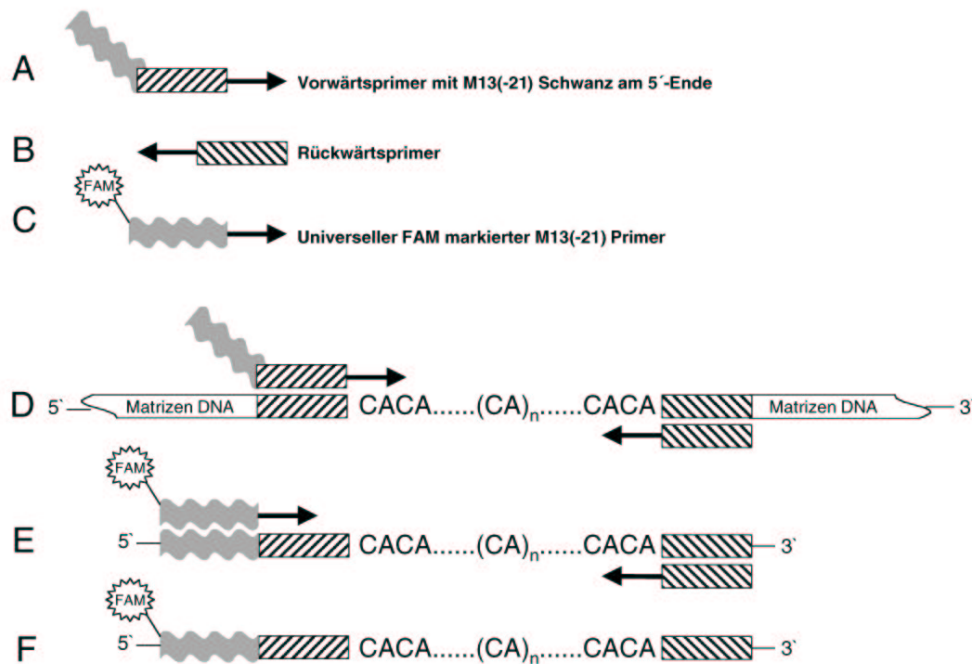 A Vorwärtsprimer mit M13(-21) Schwanz am 5´-Ende
B Rückwärtsprimer
FAM
C Universeller FAM markierter M13(-21) Primer
D 5` Matrizen DNA CACA......(CA)n......CACA Matrizen DNA 3`
FAM
E 5` CACA......(CA)n......CACA 3`
FAM
F 5` CACA......(CA)n......CACA 3`